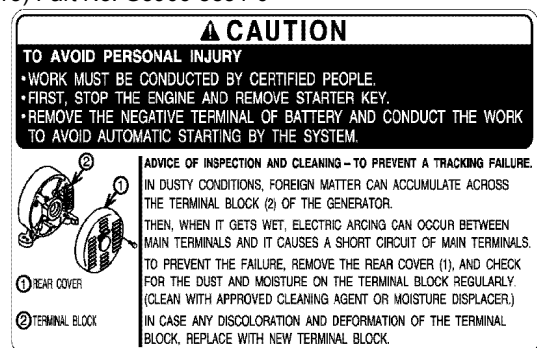 ⚠ CAUTION
TO AVOID PERSONAL INJURY
•WORK MUST BE CONDUCTED BY CERTIFIED PEOPLE.
•FIRST, STOP THE ENGINE AND REMOVE STARTER KEY.
•REMOVE THE NEGATIVE TERMINAL OF BATTERY AND CONDUCT THE WORK
TO AVOID AUTOMATIC STARTING BY THE SYSTEM.
② ①
① REAR COVER
② TERMINAL BLOCK
ADVICE OF INSPECTION AND CLEANING – TO PREVENT A TRACKING FAILURE.
IN DUSTY CONDITIONS, FOREIGN MATTER CAN ACCUMULATE ACROSS
THE TERMINAL BLOCK (2) OF THE GENERATOR.
THEN, WHEN IT GETS WET, ELECTRIC ARCING CAN OCCUR BETWEEN
MAIN TERMINALS AND IT CAUSES A SHORT CIRCUIT OF MAIN TERMINALS.
TO PREVENT THE FAILURE, REMOVE THE REAR COVER (1), AND CHECK
FOR THE DUST AND MOISTURE ON THE TERMINAL BLOCK REGULARLY.
(CLEAN WITH APPROVED CLEANING AGENT OR MOISTURE DISPLACER.)
IN CASE ANY DISCOLORATION AND DEFORMATION OF THE TERMINAL
BLOCK, REPLACE WITH NEW TERMINAL BLOCK.